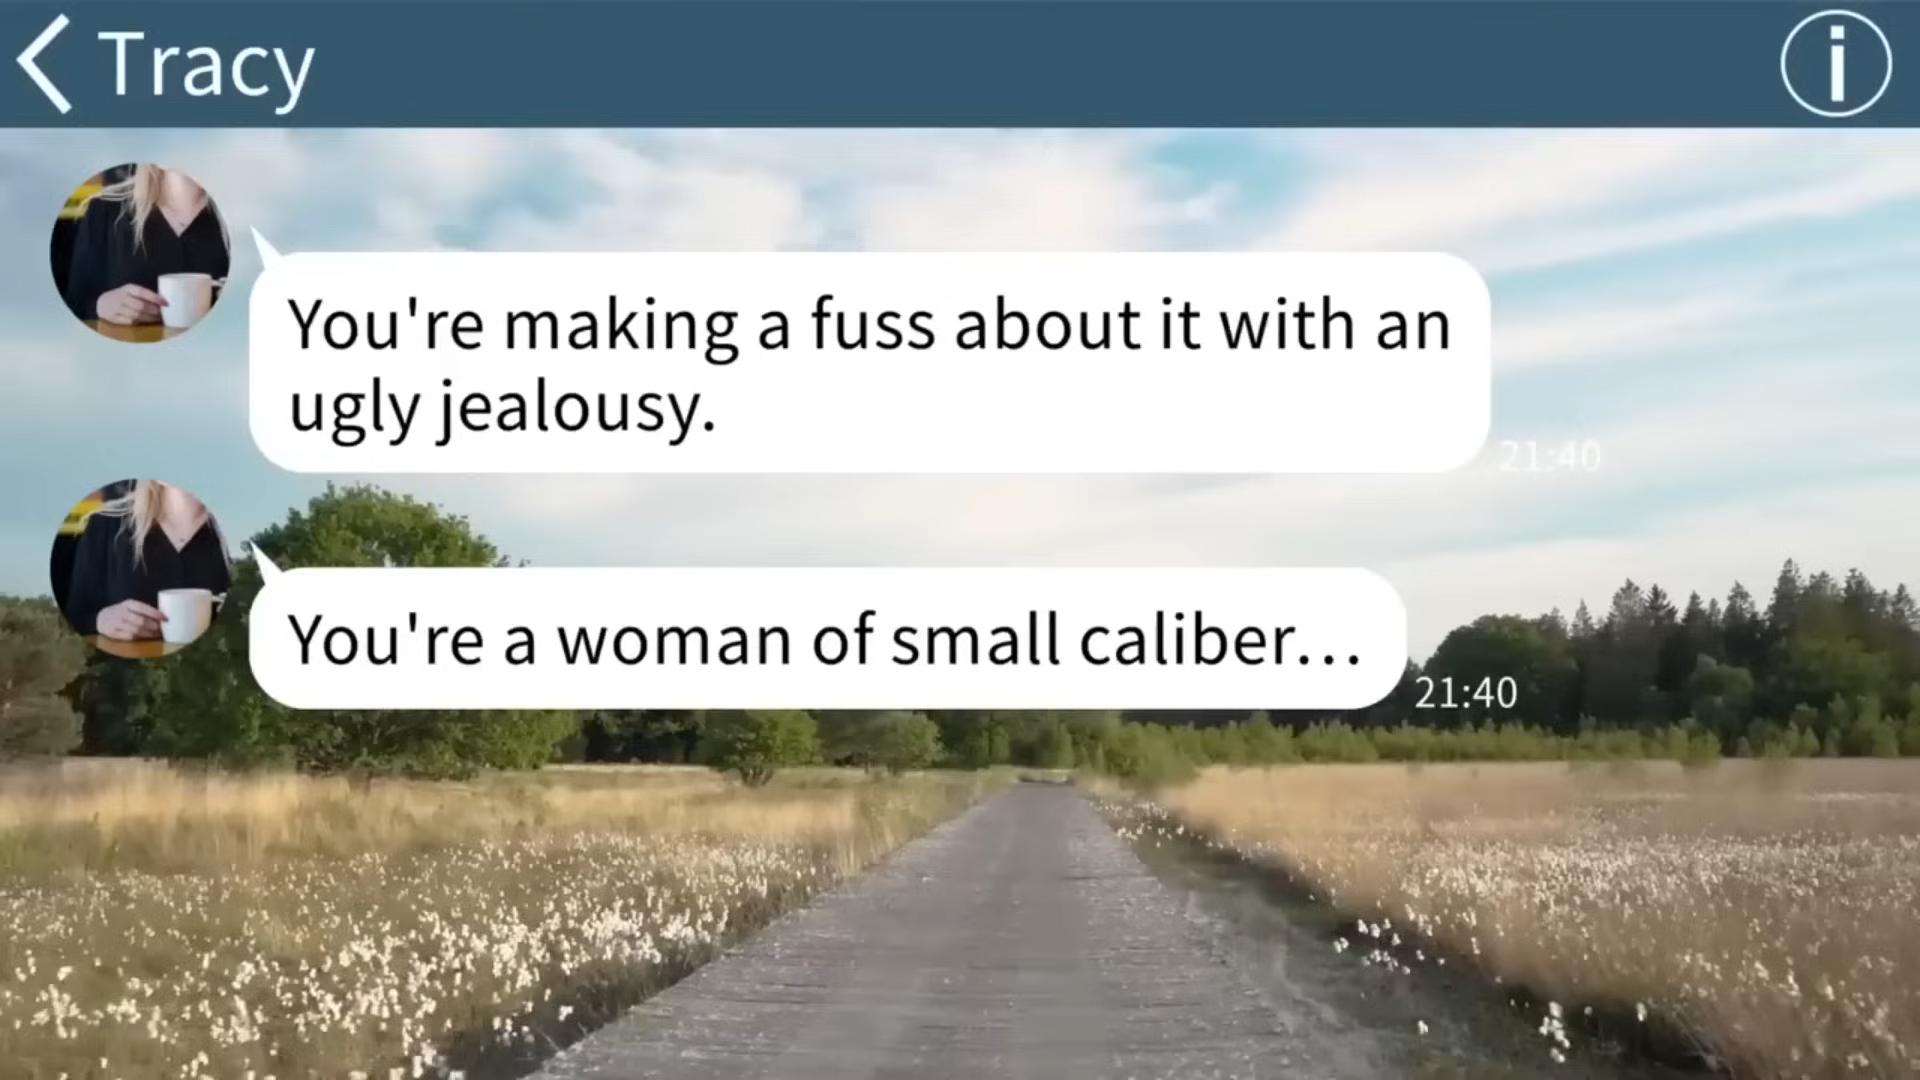 Tracy
You're making a fuss about it with an
ugly jealousy.
21:40
You're a woman of small caliber...
21:40